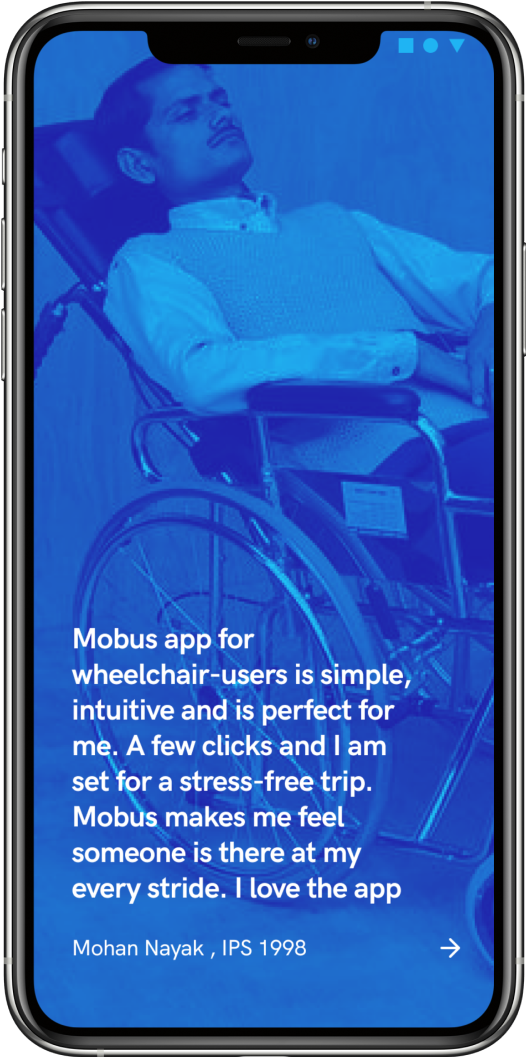 Mobus app for
wheelchair-users is simple,
intuitive and is perfect for
me. A few clicks and I am
set for a stress-free trip.
Mobus makes me feel
someone is there at my
every stride. I love the app
Mohan Nayak , IPS 1998